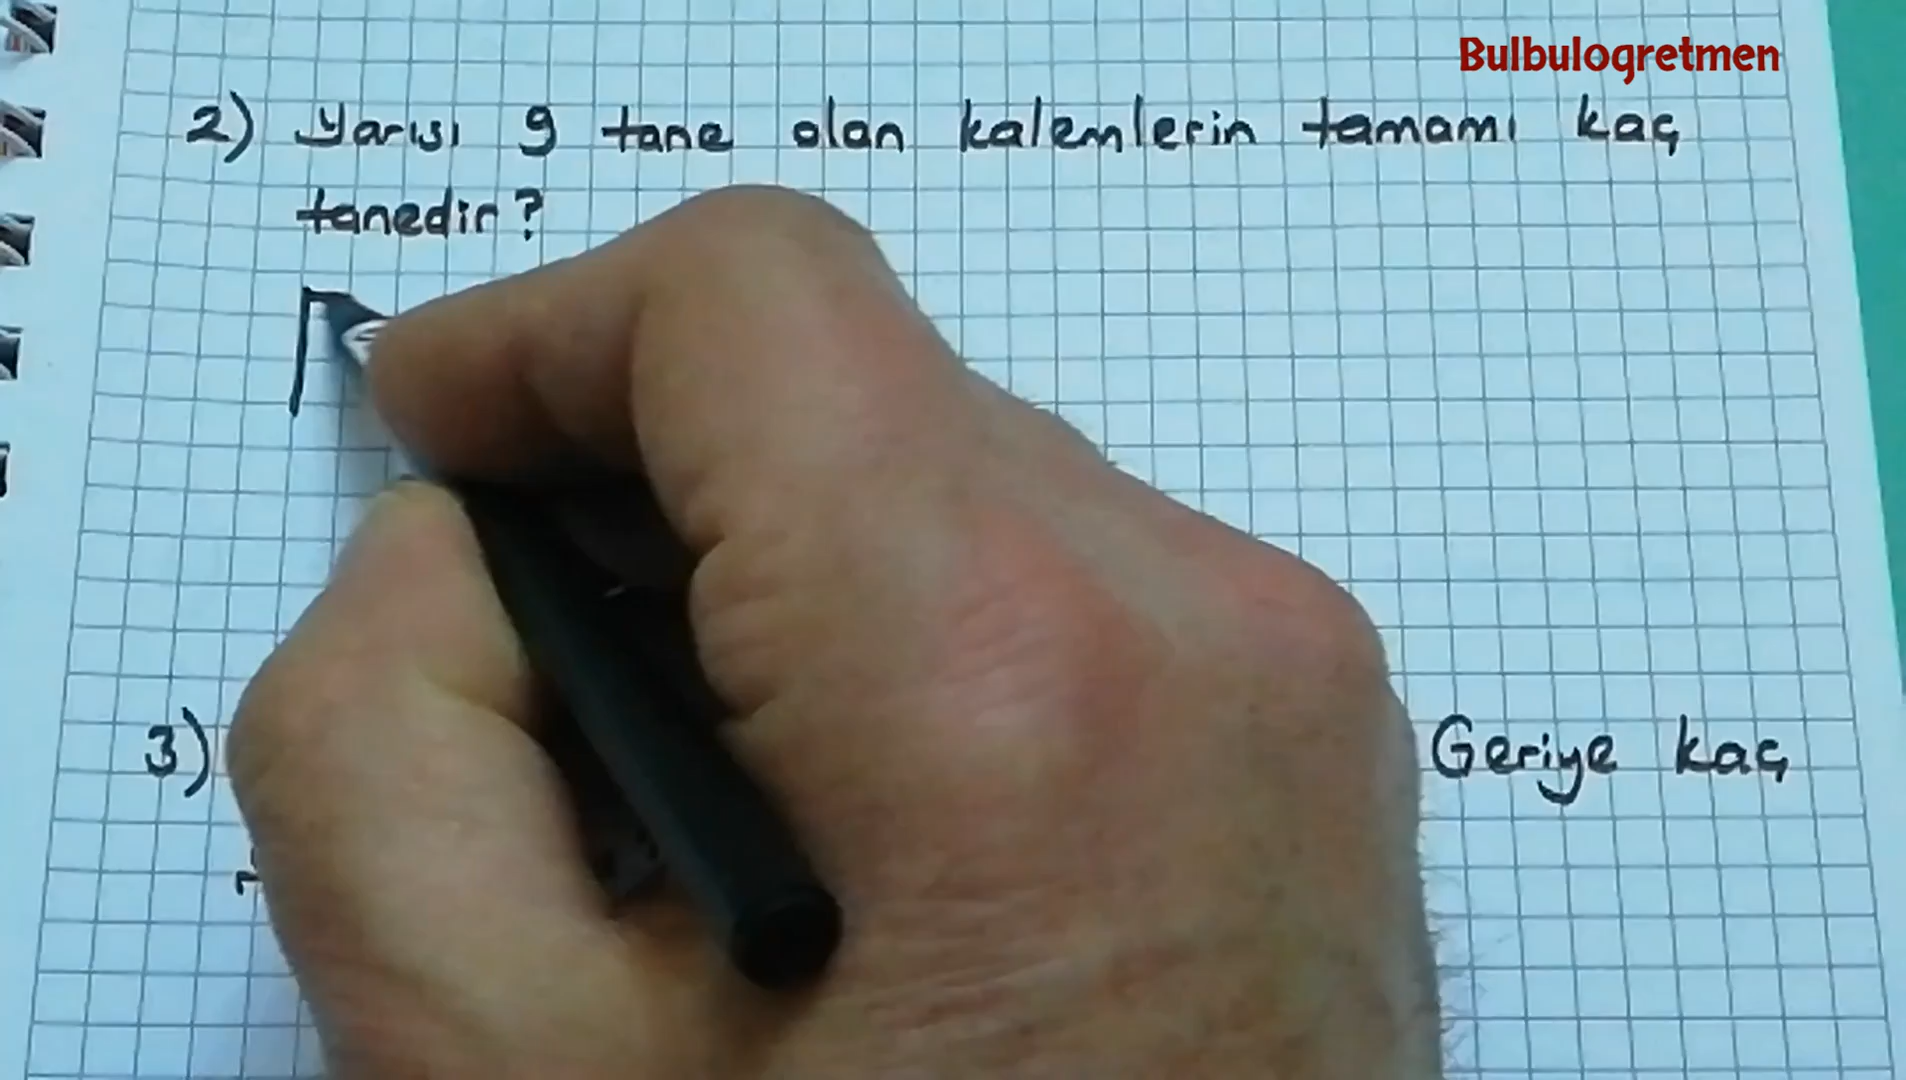 Bulbulogretmen
2) Yarısı 9 tane olan kalemlerin tamamı kaç
tanedir?
3) Geriye kaç